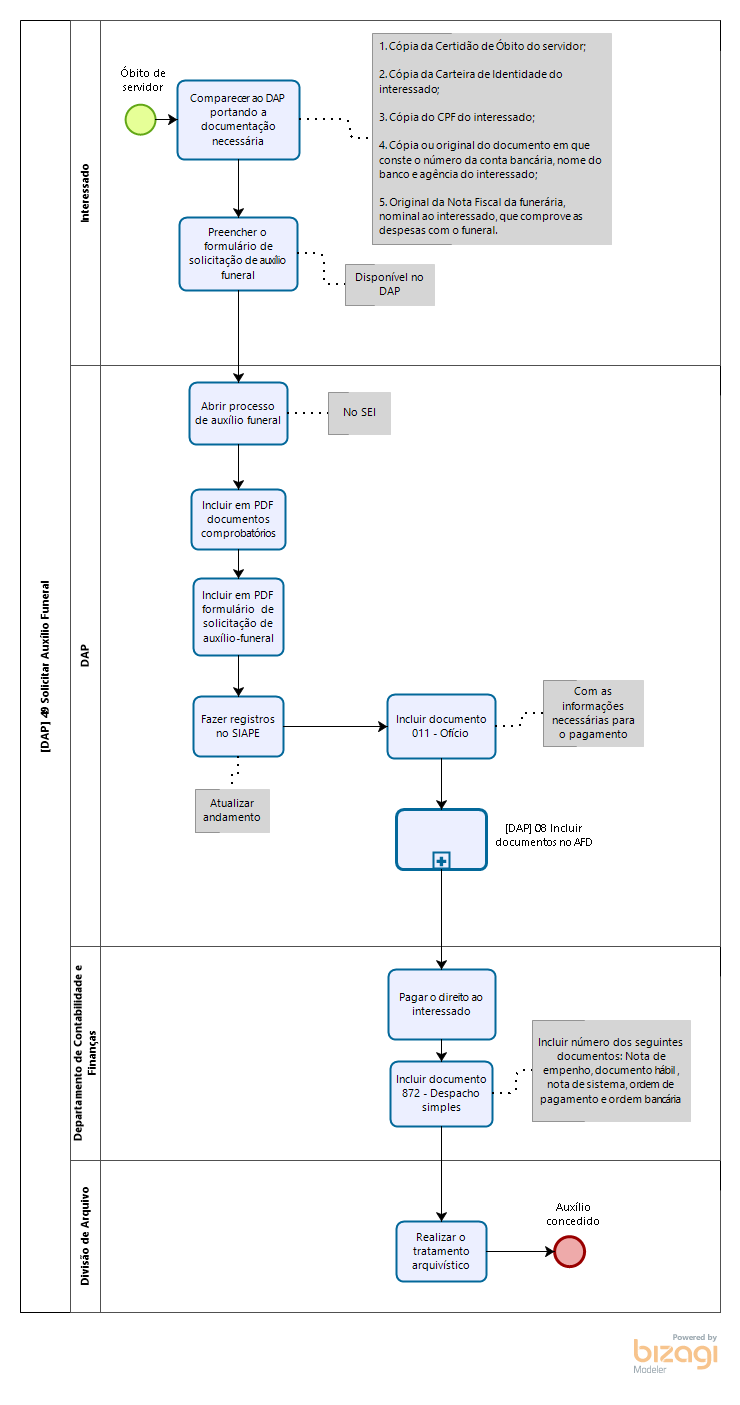 [DAP] 49 Solicitar Auxílio Funeral
Interessado
Óbito de
servidor
Comparecer ao DAP
portando a
documentação
necessária
1. Cópia da Certidão de Óbito do servidor;
2. Cópia da Carteira de Identidade do
interessado;
3. Cópia do CPF do interessado;
4. Cópia ou original do documento em que
conste o número da conta bancária, nome do
banco e agência do interessado;
5. Original da Nota Fiscal da funerária,
nominal ao interessado, que comprove as
despesas com o funeral.
Preencher o
formulário de
solicitação de auxílio
funeral
Disponível no
DAP
DAP
Abrir processo
de auxílio funeral
No SEI
Incluir em PDF
documentos
comprobatórios
Incluir em PDF
formulário de
solicitação de
auxílio-funeral
Fazer registros
no SIAPE
Atualizar
andamento
Incluir documento
011 - Ofício
Com as
informações
necessárias para
o pagamento
[DAP] 08 Incluir
documentos no AFD
Departamento de Contabilidade e
Finanças
Pagar o direito ao
interessado
Incluir documento
872 - Despacho
simples
Incluir número dos seguintes
documentos: Nota de
empenho, documento hábil,
nota de sistema, ordem de
pagamento e ordem bancária
Divisão de Arquivo
Realizar o
tratamento
arquivístico
Auxílio
concedido
Powered by
bizagi
Modeler